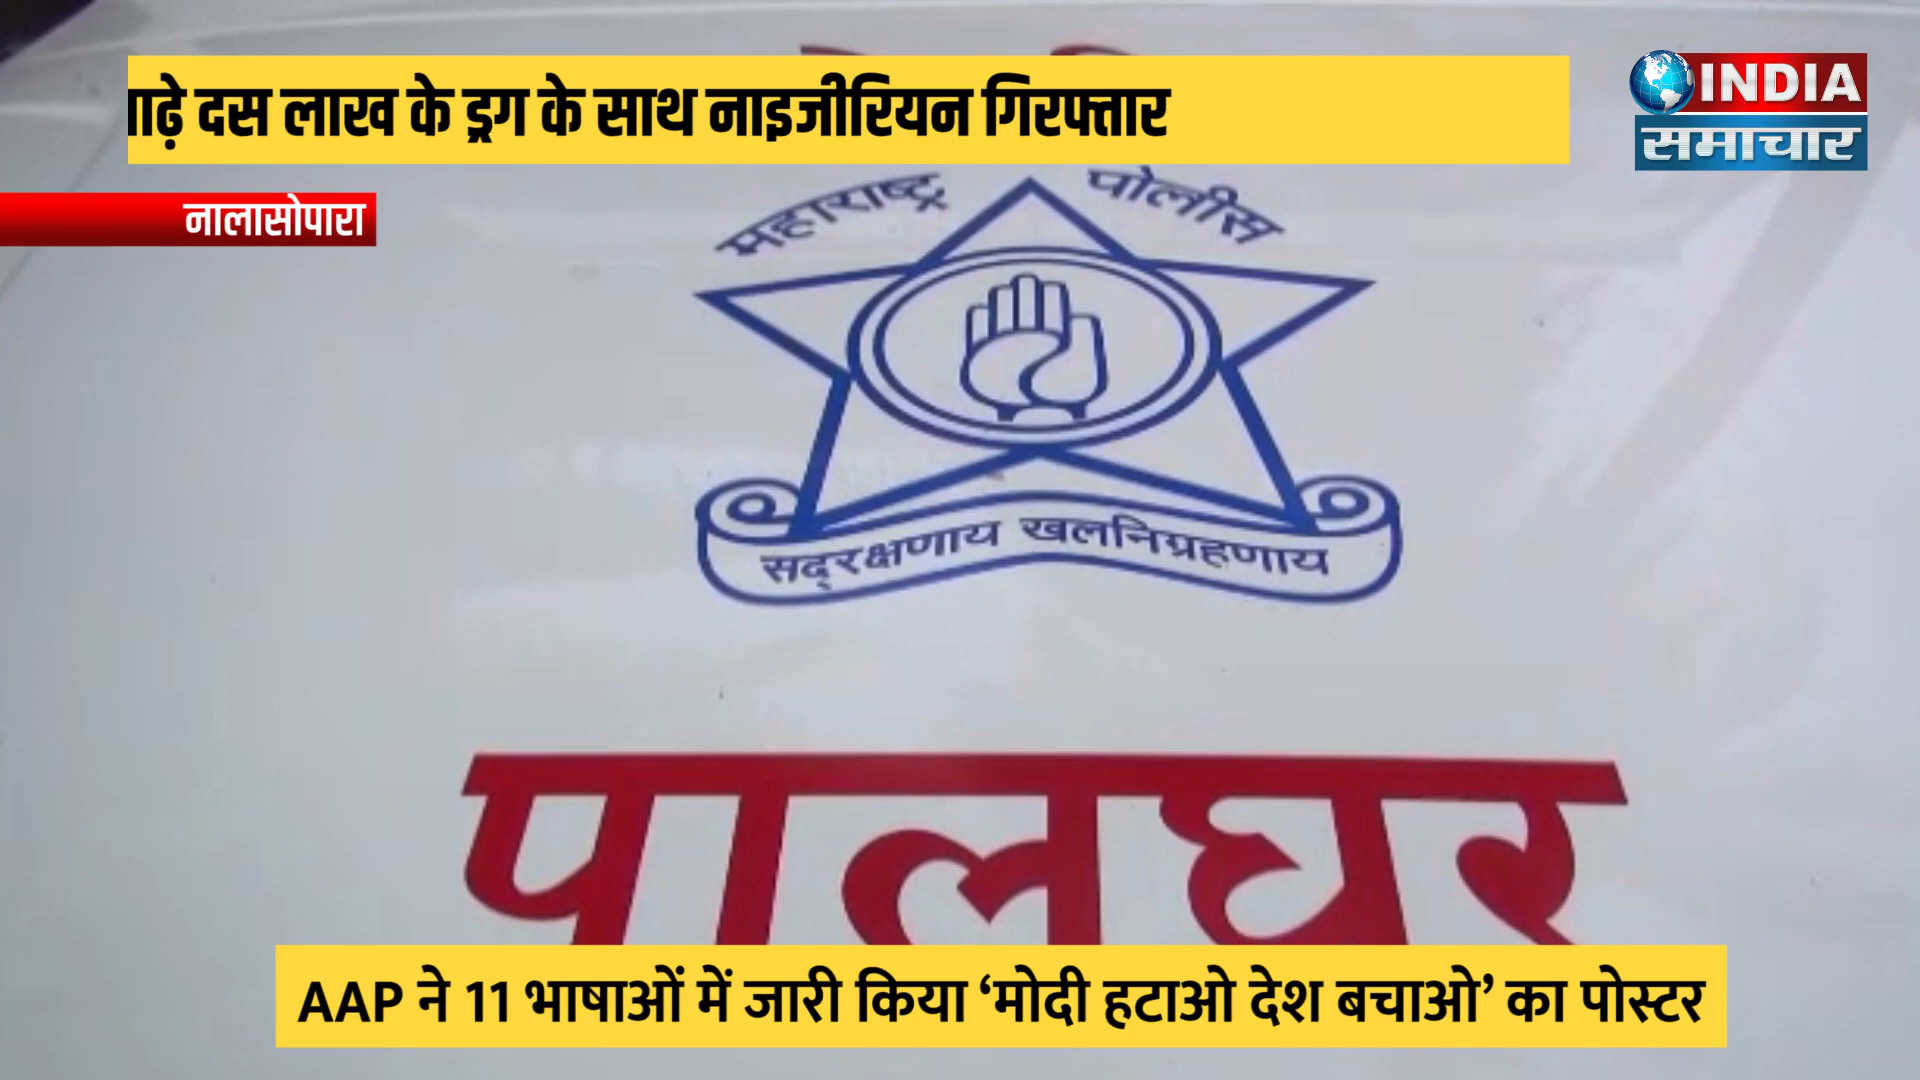 दस लाख के ड्रग के साथ नाइजीरियन गिरफ्तार
INDIA
समाचार
नालासोपारा
महाराष्ट्र पोलीस
सद्‌रक्षणाय खलनिग्रहणाय
पालघर
AAP ने 11 भाषाओं में जारी किया ‘मोदी हटाओ देश बचाओ’ का पोस्टर